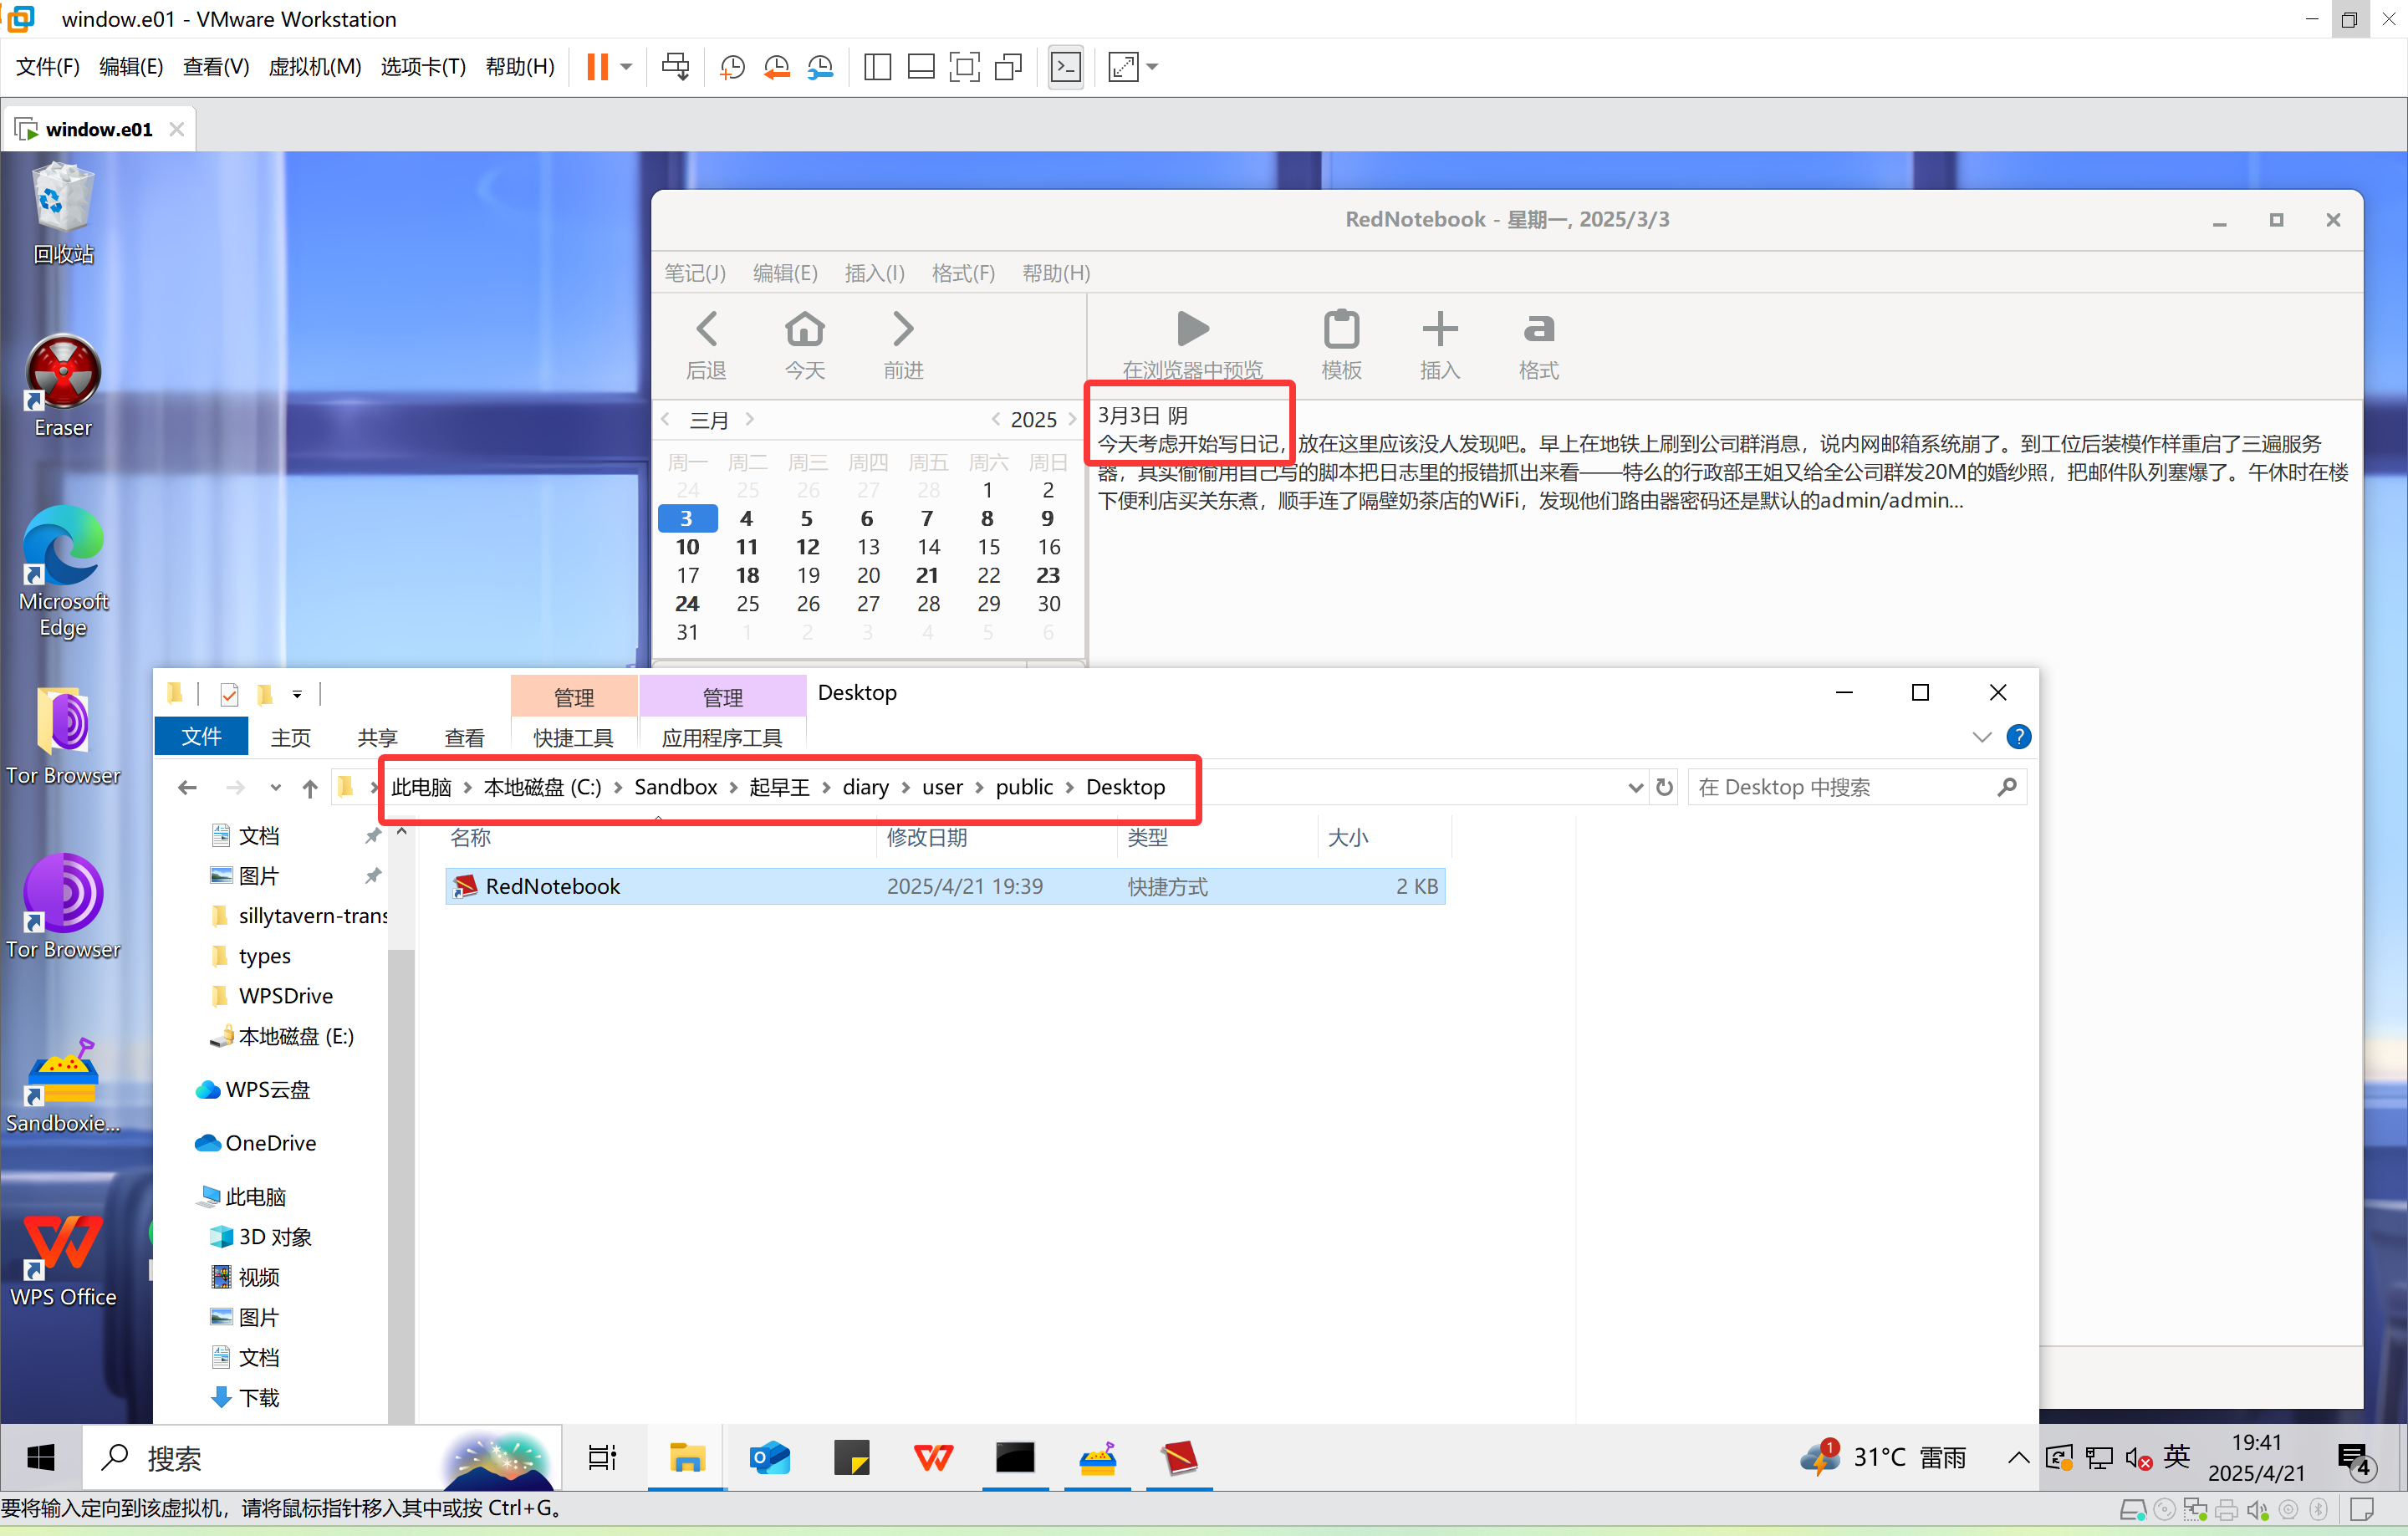 window.e01 - VMware Workstation
文件(F) 编辑(E) 查看(V) 虚拟机(M) 选项卡(T) 帮助(H)
window.e01
回收站
Eraser
Microsoft
Edge
Tor Browser
Tor Browser
Sandboxie...
WPS Office
RedNotebook - 星期一, 2025/3/3
笔记(J) 编辑(E) 插入(I) 格式(F) 帮助(H)
后退 今天 前进 在浏览器中预览 模板 插入 格式
三月 2025
周一 周二 周三 周四 周五 周六 周日
24 25 26 27 28 1 2
3 4 5 6 7 8 9
10 11 12 13 14 15 16
17 18 19 20 21 22 23
24 25 26 27 28 29 30
31 1 2 3 4 5 6
3月3日 阴
今天考虑开始写日记，放在这里应该没人发现吧。早上在地铁上刷到公司群消息，说内网邮箱系统崩了。到工位后装模作样重启了三遍服务
器，其实偷偷用自己写的脚本把日志里的报错抓出来看——特么的行政部王姐又给全公司群发20M的婚纱照，把邮件队列塞爆了。午休时在楼
下便利店买关东煮，顺手连了隔壁奶茶店的WiFi，发现他们路由器密码还是默认的admin/admin...
管理 管理 Desktop
文件 主页 共享 查看 快捷工具 应用程序工具
此电脑 本地磁盘 (C:) Sandbox 起早王 diary user public Desktop
在 Desktop 中搜索
名称 修改日期 类型 大小
RedNotebook 2025/4/21 19:39 快捷方式 2 KB
文档
图片
sillytavern-trans
types
WPSDrive
本地磁盘 (E:)
WPS云盘
OneDrive
此电脑
3D 对象
视频
图片
文档
下载
搜索
1 31°C 雷雨 英 19:41
2025/4/21
4
要将输入定向到该虚拟机，请将鼠标指针移入其中或按 Ctrl+G。